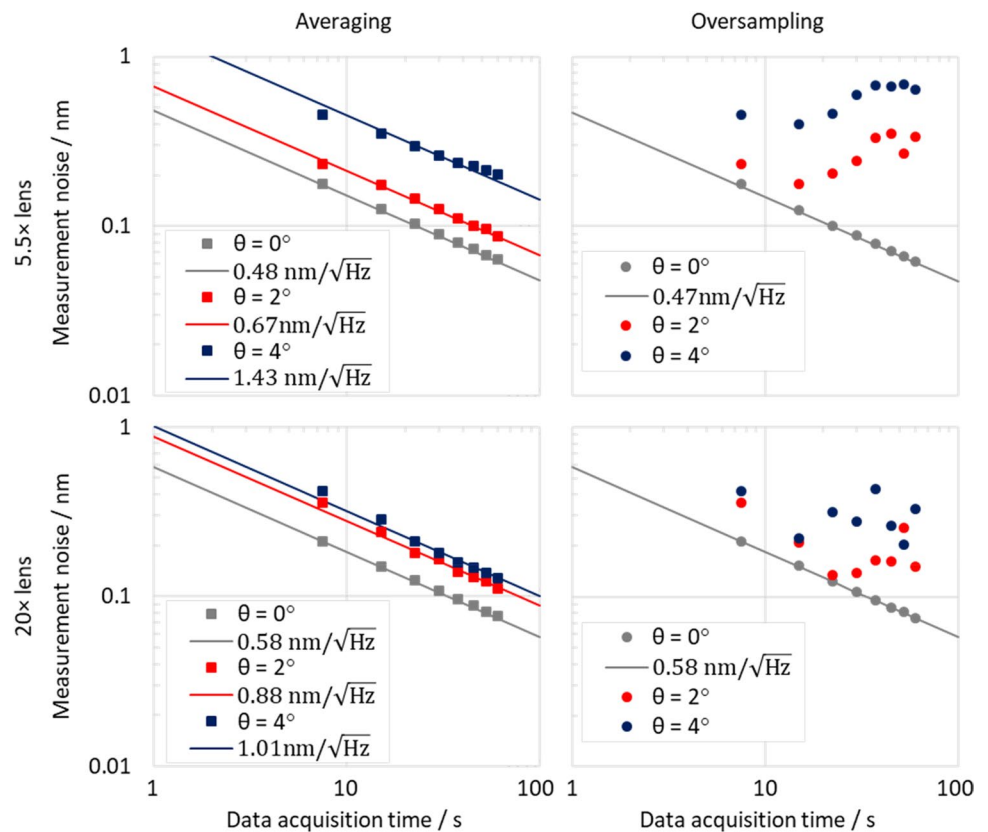 Averaging
Oversampling
5.5× lens
Measurement noise / nm
1
0.1
0.01
θ = 0°
0.48 nm/√Hz
θ = 2°
0.67nm/√Hz
θ = 4°
1.43 nm/√Hz
θ = 0°
0.47nm/√Hz
θ = 2°
θ = 4°
20× lens
Measurement noise / nm
1
0.1
0.01
θ = 0°
0.58 nm/√Hz
θ = 2°
0.88 nm/√Hz
θ = 4°
1.01nm/√Hz
θ = 0°
0.58 nm/√Hz
θ = 2°
θ = 4°
1 10 100
1 10 100
Data acquisition time / s
Data acquisition time / s